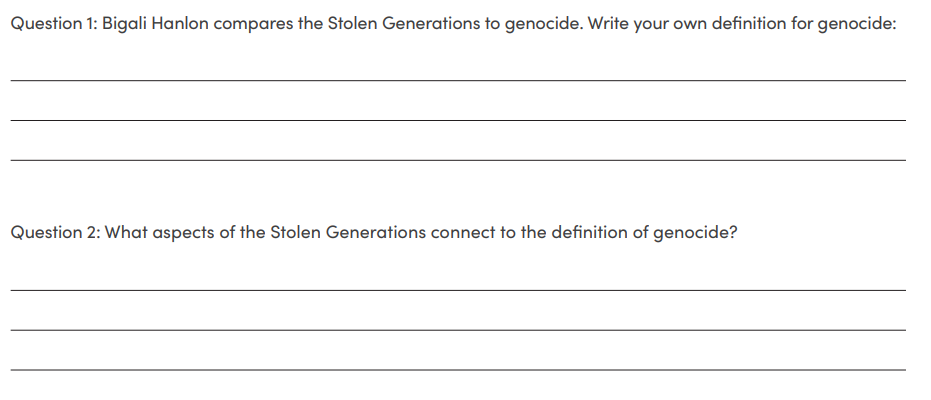 Question 1: Bigali Hanlon compares the Stolen Generations to genocide. Write your own definition for genocide:
Question 2: What aspects of the Stolen Generations connect to the definition of genocide?